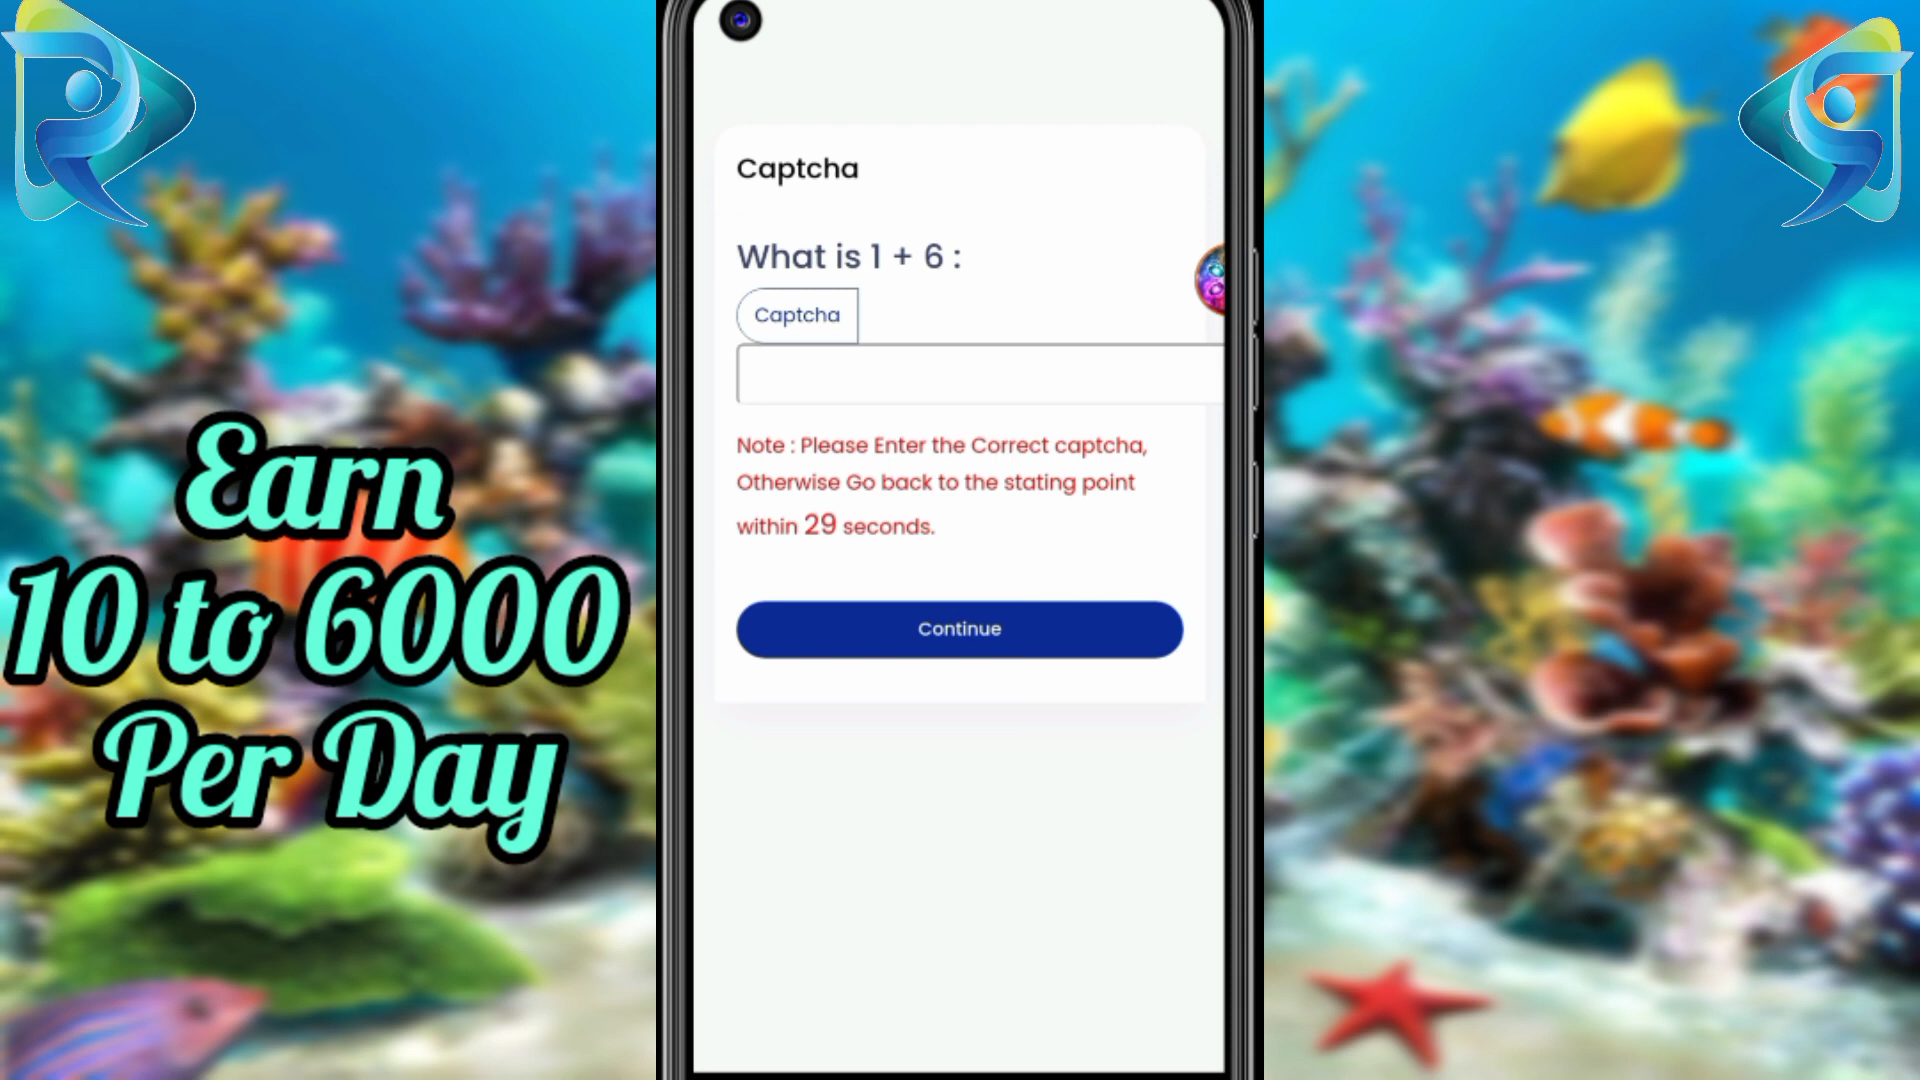 Earn
10 to 6000
Per Day
Captcha
What is 1 + 6 :
Captcha
Note : Please Enter the Correct captcha,
Otherwise Go back to the stating point
within 29 seconds.
Continue